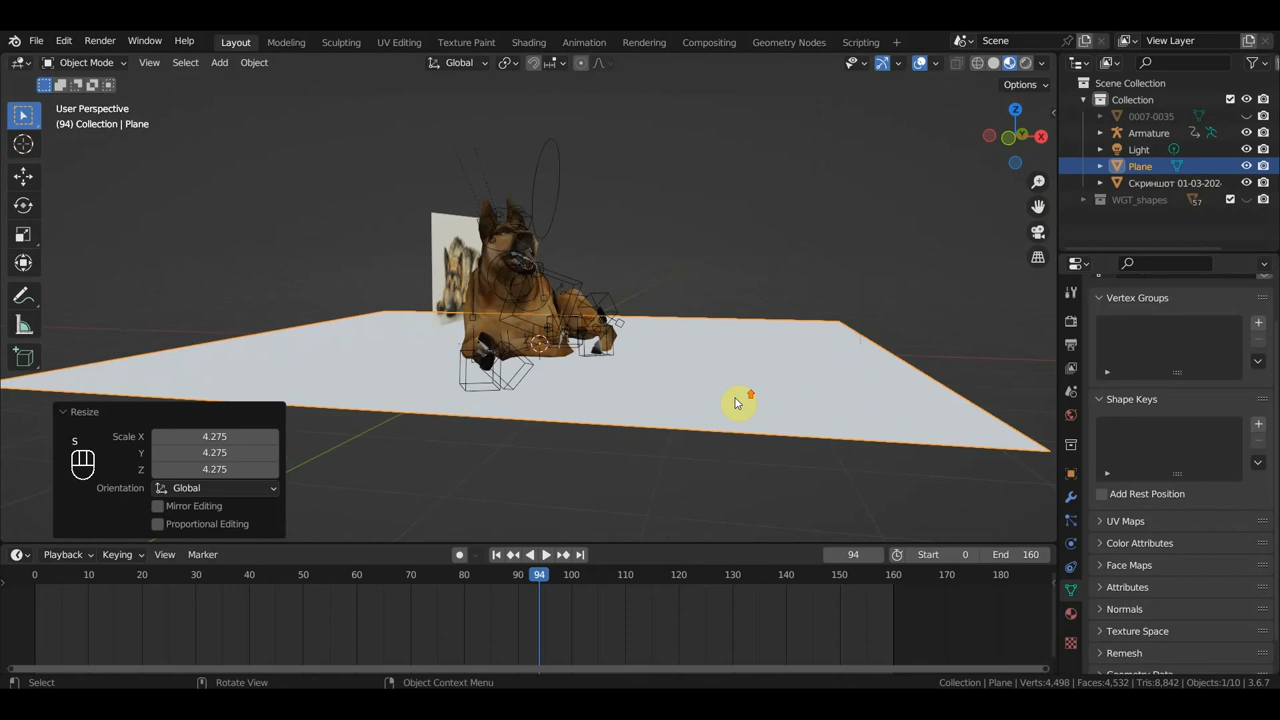 File Edit Render Window Help Layout Modeling Sculpting UV Editing Texture Paint Shading Animation Rendering Compositing Geometry Nodes Scripting + Scene View Layer
Object Mode View Select Add Object Global
Options
User Perspective
(94) Collection | Plane
Z
Y
X
Scene Collection
Collection
0007-0035
Armature
Light
Plane
Скриншот 01-03-202
WGT_shapes 57
Vertex Groups
Shape Keys
Add Rest Position
UV Maps
Color Attributes
Face Maps
Attributes
Normals
Texture Space
Remesh
Resize
Scale X 4.275
Y 4.275
Z 4.275
Orientation Global
Mirror Editing
Proportional Editing
s
Playback Keying View Marker 94 Start 0 End 160
0 10 20 30 40 50 60 70 80 90 94 100 110 120 130 140 150 160 170 180
Select Rotate View Object Context Menu Collection | Plane | Verts:4,498 | Faces:4,532 | Tris:8,842 | Objects:1/10 | 3.6.7